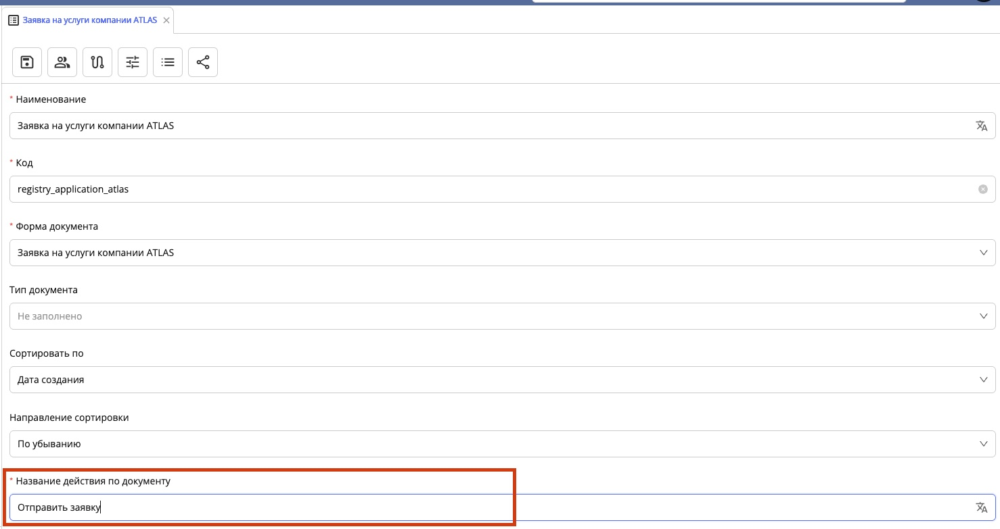 Заявка на услуги компании ATLAS
* Наименование
Заявка на услуги компании ATLAS
* Код
registry_application_atlas
* Форма документа
Заявка на услуги компании ATLAS
Тип документа
Не заполнено
Сортировать по
Дата создания
Направление сортировки
По убыванию
* Название действия по документу
Отправить заявку